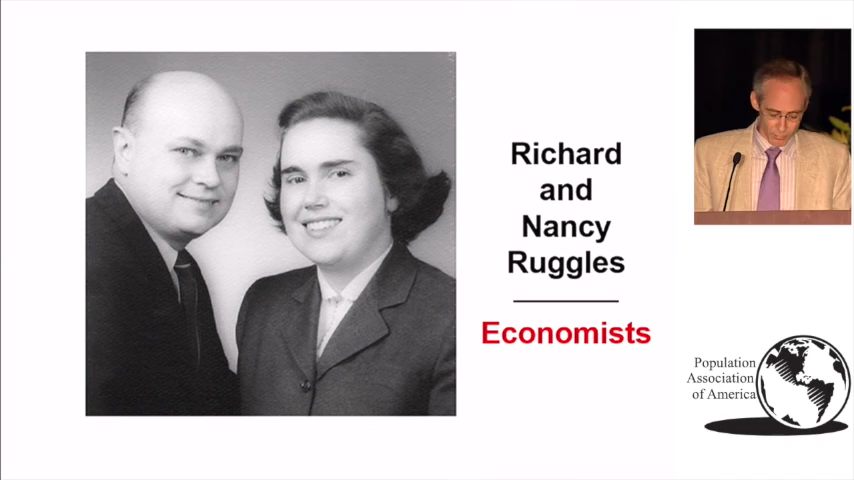 Richard
and
Nancy
Ruggles
Economists
Population
Association
of America